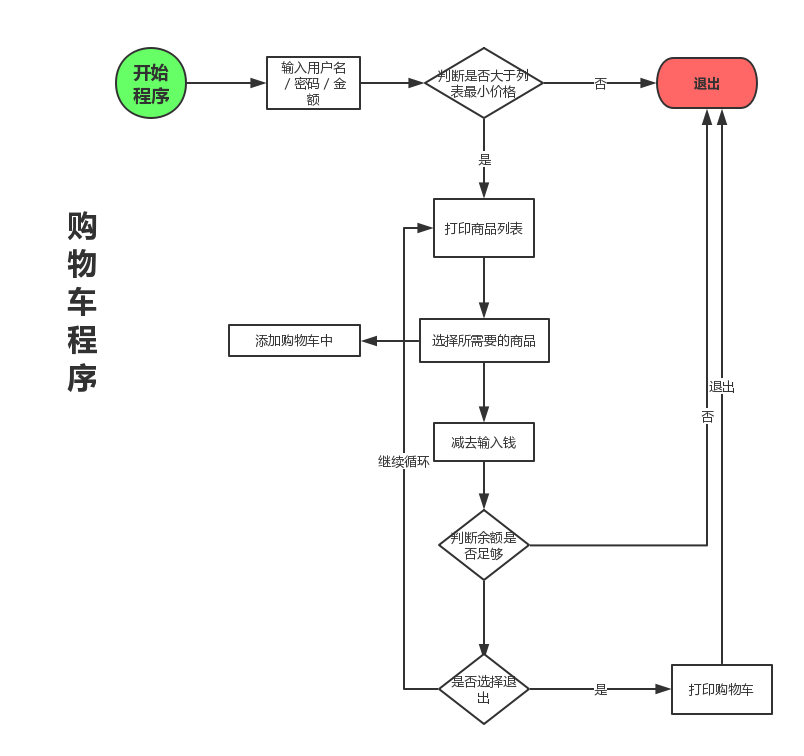 开始
程序
输入用户名
/ 密码 / 金
额
判断是否大于列
表最小价格
否
退出
是
购
物
车
程
序
打印商品列表
添加购物车中
选择所需要的商品
退出
否
减去输入钱
继续循环
判断余额是
否足够
是否选择退
出
是
打印购物车